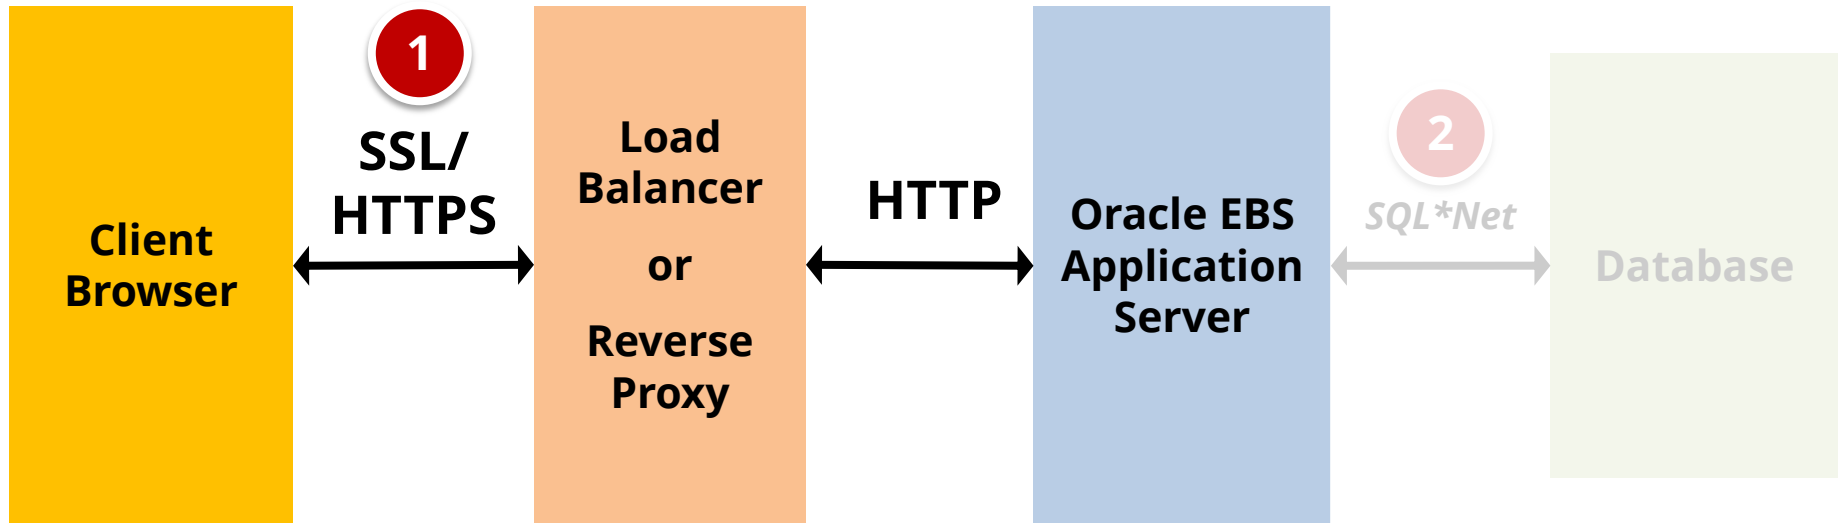 Client
Browser
1
SSL/
HTTPS
Load
Balancer
or
Reverse
Proxy
HTTP
Oracle EBS
Application
Server
2
SQL*Net
Database